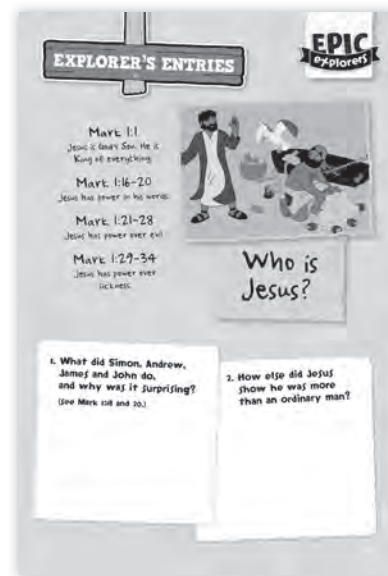 EXPLORER'S ENTRIES
EPIC
explorers
Mark 1:1
Jesus is God's Son. He is
King of everything.
Mark 1:16-20
Jesus has power in his words.
Mark 1:21-28
Jesus has power over evil.
Mark 1:29-34
Jesus has power over
sickness.
Who is
Jesus?
1. What did Simon, Andrew,
James and John do,
and why was it surprising?
(See Mark 1:18 and 20.)
2. How else did Jesus
show he was more
than an ordinary man?